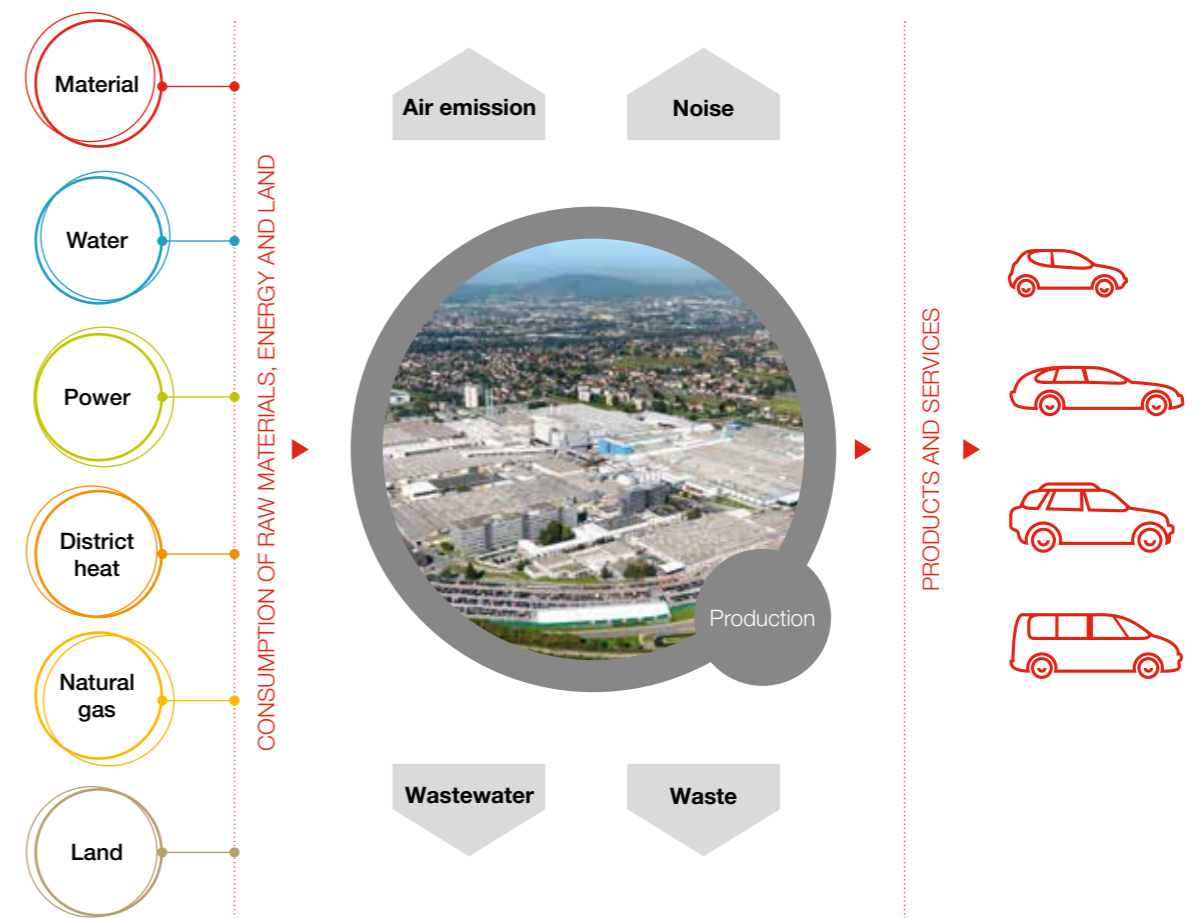 Material
Water
Power
District
heat
Natural
gas
Land
CONSUMPTION OF RAW MATERIALS, ENERGY AND LAND
Air emission
Noise
Production
Wastewater
Waste
PRODUCTS AND SERVICES